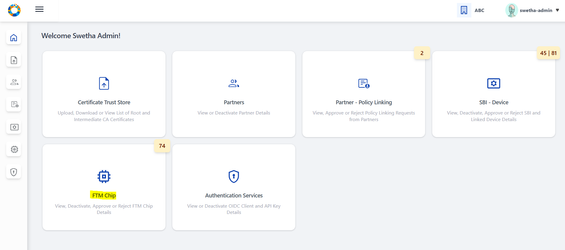 ABC
swetha-admin
Welcome Swetha Admin!
2
45 | 81
Certificate Trust Store
Upload, Download or View List of Root and
Intermediate CA Certificates
Partners
View or Deactivate Partner Details
Partner - Policy Linking
View, Approve or Reject Policy Linking Requests
from Partners
SBI - Device
View, Deactivate, Approve or Reject SBI and
Linked Device Details
74
FTM Chip
View, Deactivate, Approve or Reject FTM Chip
Details
Authentication Services
View or Deactivate OIDC Client and API Key
Details